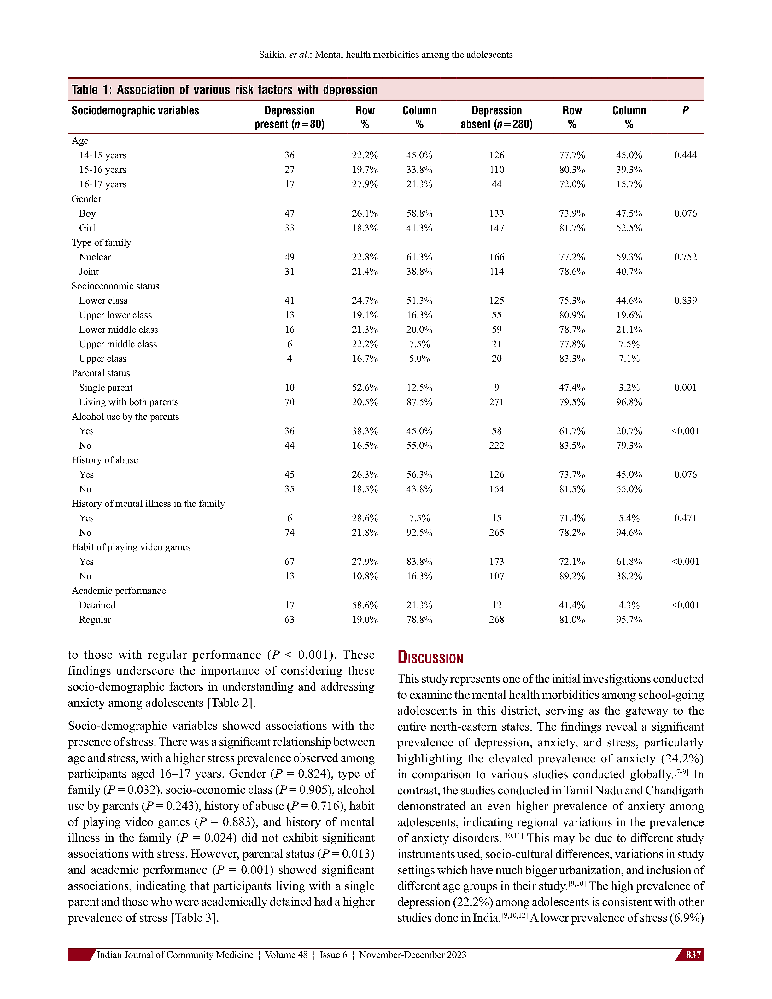 Saikia, et al.: Mental health morbidities among the adolescents
Table 1: Association of various risk factors with depression
Sociodemographic variables Depression present (n=80) Row % Column % Depression absent (n=280) Row % Column % P
Age
14-15 years 36 22.2% 45.0% 126 77.7% 45.0% 0.444
15-16 years 27 19.7% 33.8% 110 80.3% 39.3%
16-17 years 17 27.9% 21.3% 44 72.0% 15.7%
Gender
Boy 47 26.1% 58.8% 133 73.9% 47.5% 0.076
Girl 33 18.3% 41.3% 147 81.7% 52.5%
Type of family
Nuclear 49 22.8% 61.3% 166 77.2% 59.3% 0.752
Joint 31 21.4% 38.8% 114 78.6% 40.7%
Socioeconomic status
Lower class 41 24.7% 51.3% 125 75.3% 44.6% 0.839
Upper lower class 13 19.1% 16.3% 55 80.9% 19.6%
Lower middle class 16 21.3% 20.0% 59 78.7% 21.1%
Upper middle class 6 22.2% 7.5% 21 77.8% 7.5%
Upper class 4 16.7% 5.0% 20 83.3% 7.1%
Parental status
Single parent 10 52.6% 12.5% 9 47.4% 3.2% 0.001
Living with both parents 70 20.5% 87.5% 271 79.5% 96.8%
Alcohol use by the parents
Yes 36 38.3% 45.0% 58 61.7% 20.7% <0.001
No 44 16.5% 55.0% 222 83.5% 79.3%
History of abuse
Yes 45 26.3% 56.3% 126 73.7% 45.0% 0.076
No 35 18.5% 43.8% 154 81.5% 55.0%
History of mental illness in the family
Yes 6 28.6% 7.5% 15 71.4% 5.4% 0.471
No 74 21.8% 92.5% 265 78.2% 94.6%
Habit of playing video games
Yes 67 27.9% 83.8% 173 72.1% 61.8% <0.001
No 13 10.8% 16.3% 107 89.2% 38.2%
Academic performance
Detained 17 58.6% 21.3% 12 41.4% 4.3% <0.001
Regular 63 19.0% 78.8% 268 81.0% 95.7%
to those with regular performance (P < 0.001). These
findings underscore the importance of considering these
socio-demographic factors in understanding and addressing
anxiety among adolescents [Table 2].
Socio-demographic variables showed associations with the
presence of stress. There was a significant relationship between
age and stress, with a higher stress prevalence observed among
participants aged 16–17 years. Gender (P = 0.824), type of
family (P = 0.032), socio-economic class (P = 0.905), alcohol
use by parents (P = 0.243), history of abuse (P = 0.716), habit
of playing video games (P = 0.883), and history of mental
illness in the family (P = 0.024) did not exhibit significant
associations with stress. However, parental status (P = 0.013)
and academic performance (P = 0.001) showed significant
associations, indicating that participants living with a single
parent and those who were academically detained had a higher
prevalence of stress [Table 3].
Discussion
This study represents one of the initial investigations conducted
to examine the mental health morbidities among school-going
adolescents in this district, serving as the gateway to the
entire north-eastern states. The findings reveal a significant
prevalence of depression, anxiety, and stress, particularly
highlighting the elevated prevalence of anxiety (24.2%)
in comparison to various studies conducted globally.[7-9] In
contrast, the studies conducted in Tamil Nadu and Chandigarh
demonstrated an even higher prevalence of anxiety among
adolescents, indicating regional variations in the prevalence
of anxiety disorders.[10,11] This may be due to different study
instruments used, socio-cultural differences, variations in study
settings which have much bigger urbanization, and inclusion of
different age groups in their study.[9,10] The high prevalence of
depression (22.2%) among adolescents is consistent with other
studies done in India.[9,10,12] A lower prevalence of stress (6.9%)
Indian Journal of Community Medicine ¦ Volume 48 ¦ Issue 6 ¦ November-December 2023 837